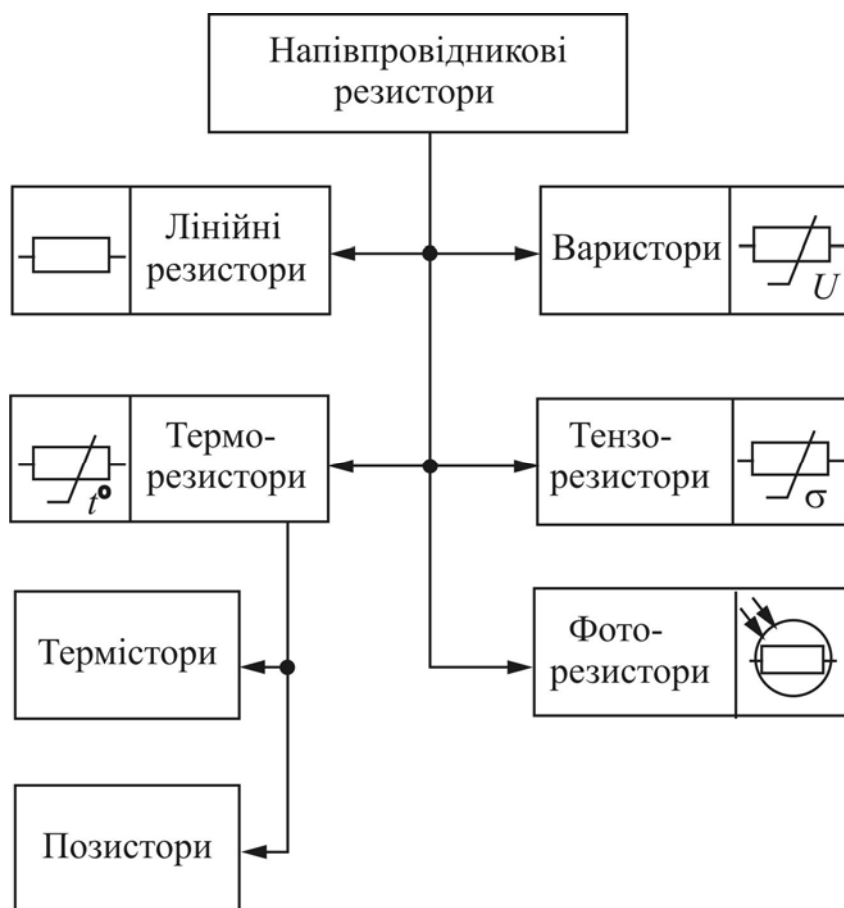 Напівпровідникові
резистори
Лінійні
резистори
Варистори
U
Термо-
резистори
t°
Тензо-
резистори
σ
Термістори
Фото-
резистори
Позистори